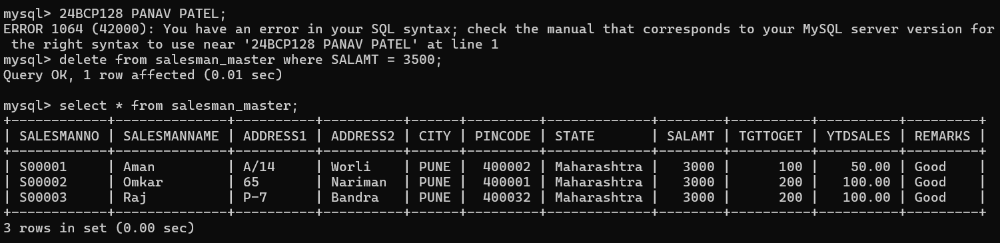 mysql> 24BCP128 PANAV PATEL;
ERROR 1064 (42000): You have an error in your SQL syntax; check the manual that corresponds to your MySQL server version for
 the right syntax to use near '24BCP128 PANAV PATEL' at line 1
mysql> delete from salesman_master where SALAMT = 3500;
Query OK, 1 row affected (0.01 sec)

mysql> select * from salesman_master;
+------------+--------------+----------+----------+------+---------+-------------+--------+----------+----------+---------+
| SALESMANNO | SALESMANNAME | ADDRESS1 | ADDRESS2 | CITY | PINCODE | STATE       | SALAMT | TGTTOGET | YTDSALES | REMARKS |
+------------+--------------+----------+----------+------+---------+-------------+--------+----------+----------+---------+
| S00001     | Aman         | A/14     | Worli    | PUNE |  400002 | Maharashtra |   3000 |      100 |    50.00 | Good    |
| S00002     | Omkar        | 65       | Nariman  | PUNE |  400001 | Maharashtra |   3000 |      200 |   100.00 | Good    |
| S00003     | Raj          | P-7      | Bandra   | PUNE |  400032 | Maharashtra |   3000 |      200 |   100.00 | Good    |
+------------+--------------+----------+----------+------+---------+-------------+--------+----------+----------+---------+
3 rows in set (0.00 sec)